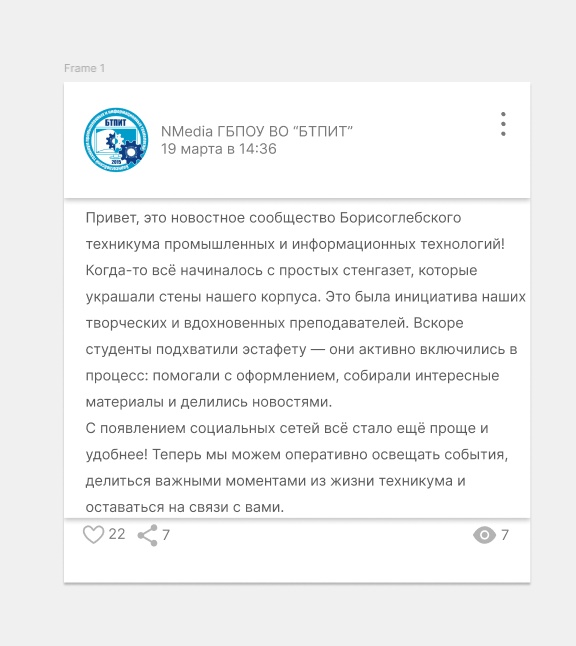 Frame 1
БТПИТ
2015
NMedia ГБПОУ ВО “БТПИТ”
19 марта в 14:36
Привет, это новостное сообщество Борисоглебского
техникума промышленных и информационных технологий!
Когда-то всё начиналось с простых стенгазет, которые
украшали стены нашего корпуса. Это была инициатива наших
творческих и вдохновенных преподавателей. Вскоре
студенты подхватили эстафету — они активно включились в
процесс: помогали с оформлением, собирали интересные
материалы и делились новостями.
С появлением социальных сетей всё стало ещё проще и
удобнее! Теперь мы можем оперативно освещать события,
делиться важными моментами из жизни техникума и
оставаться на связи с вами.
22 7 7